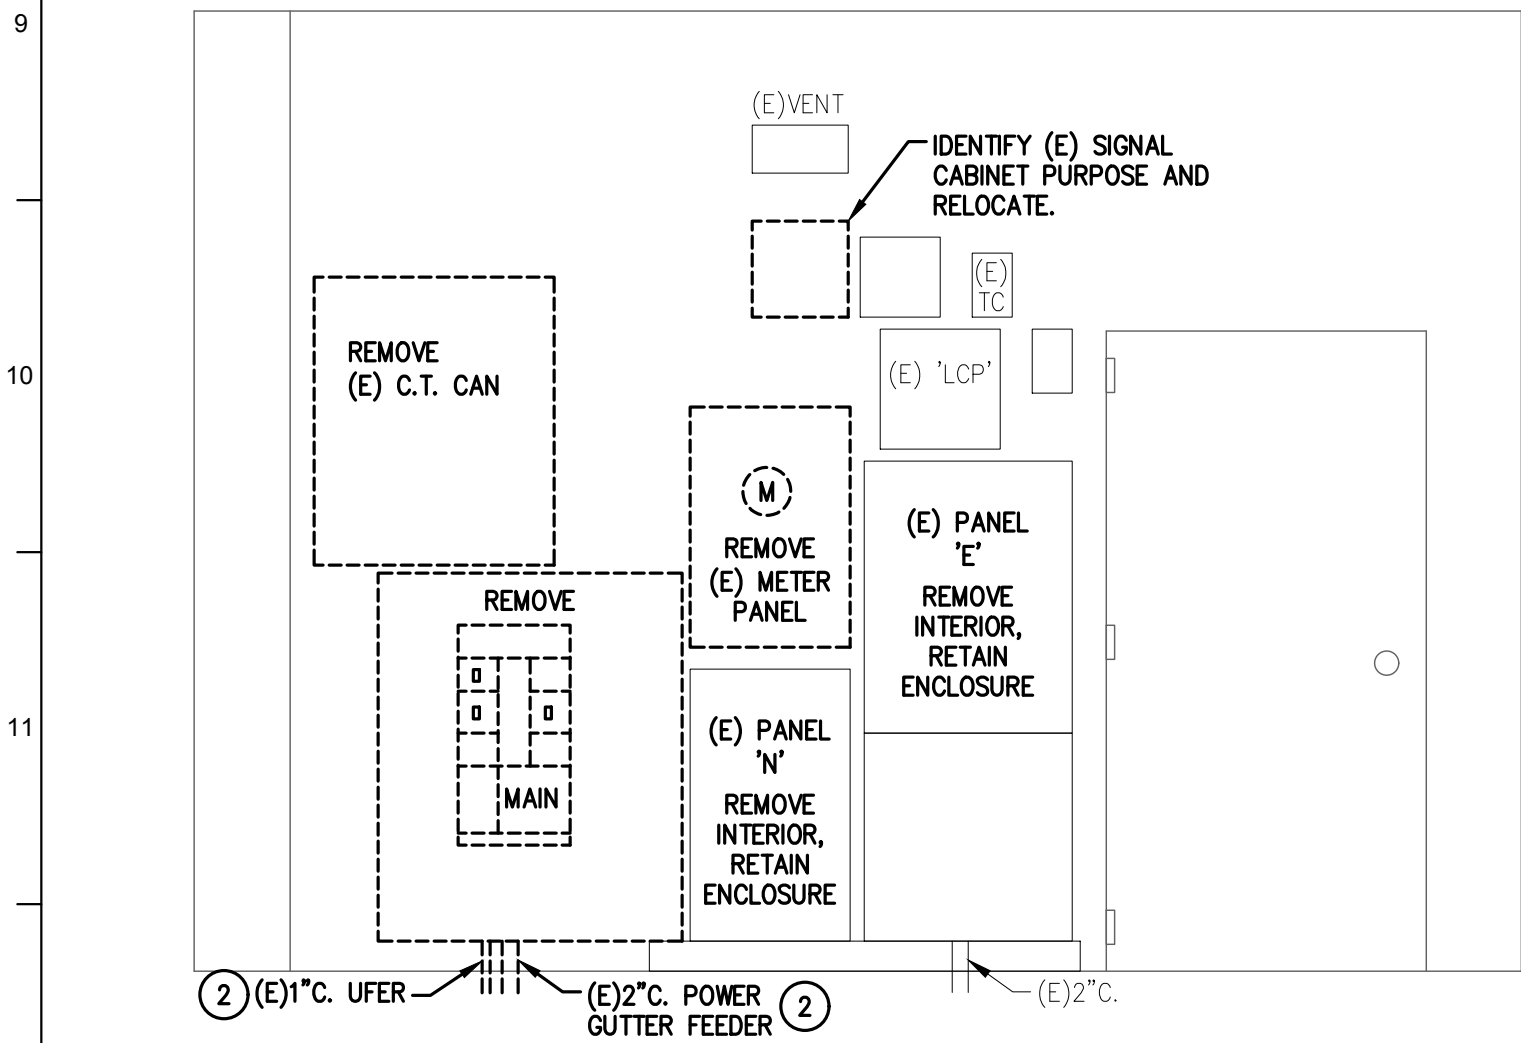 9
(E)VENT
IDENTIFY (E) SIGNAL
CABINET PURPOSE AND
RELOCATE.
(E)
TC
10
REMOVE
(E) C.T. CAN
(E) 'LCP'
M
REMOVE
(E) METER
PANEL
(E) PANEL
'E'
REMOVE
INTERIOR,
RETAIN
ENCLOSURE
REMOVE
MAIN
11
(E) PANEL
'N'
REMOVE
INTERIOR,
RETAIN
ENCLOSURE
2 (E)1"C. UFER
(E)2"C. POWER
GUTTER FEEDER 2
(E)2"C.